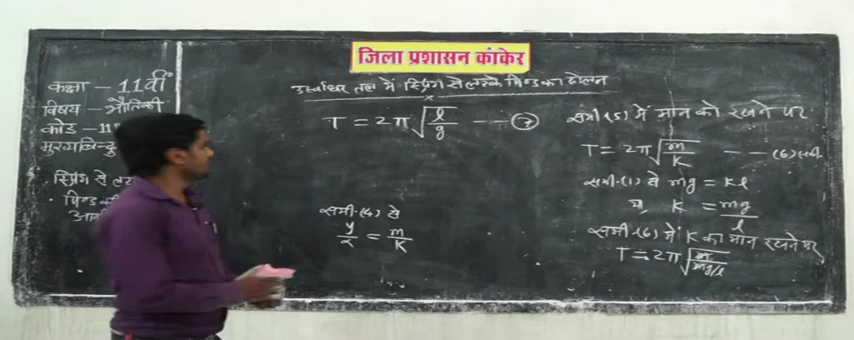 जिला प्रशासन कांकेर
कक्षा - 11वीं
विषय - भौतिकी
कोड - 11
स्प्रिंग से
उर्ध्वाधर तल में स्प्रिंग से लटके पिण्ड का दोलन
T = 2π√(l/g) --- (7)
समी.(4) से
y/α = m/K
समी.(5) में मान को रखने पर
T = 2π√(m/K) --- (6) समी.
समी.(1) से mg = Kl
या K = mg/l
समी.(6) में K का मान रखने पर
T = 2π√(m/(mg/l))